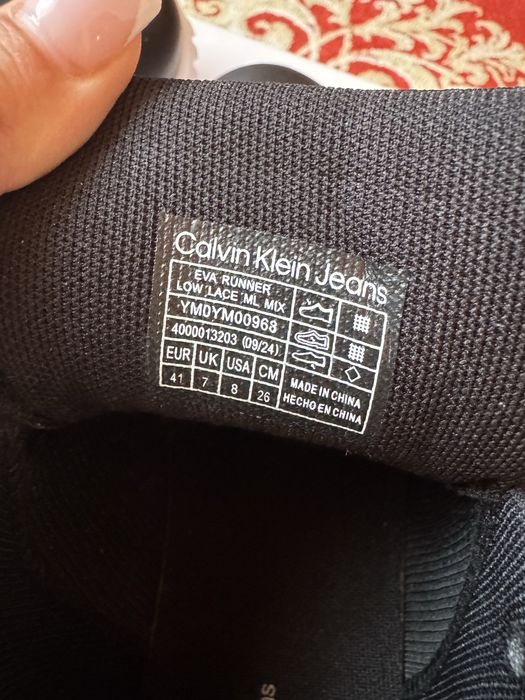 Calvin Klein Jeans
EVA RUNNER
LOW LACE ML MIX
YM0YM00968
4000013203 (09/24)
EUR UK USA CM
41 7 8 26
MADE IN CHINA
HECHO EN CHINA